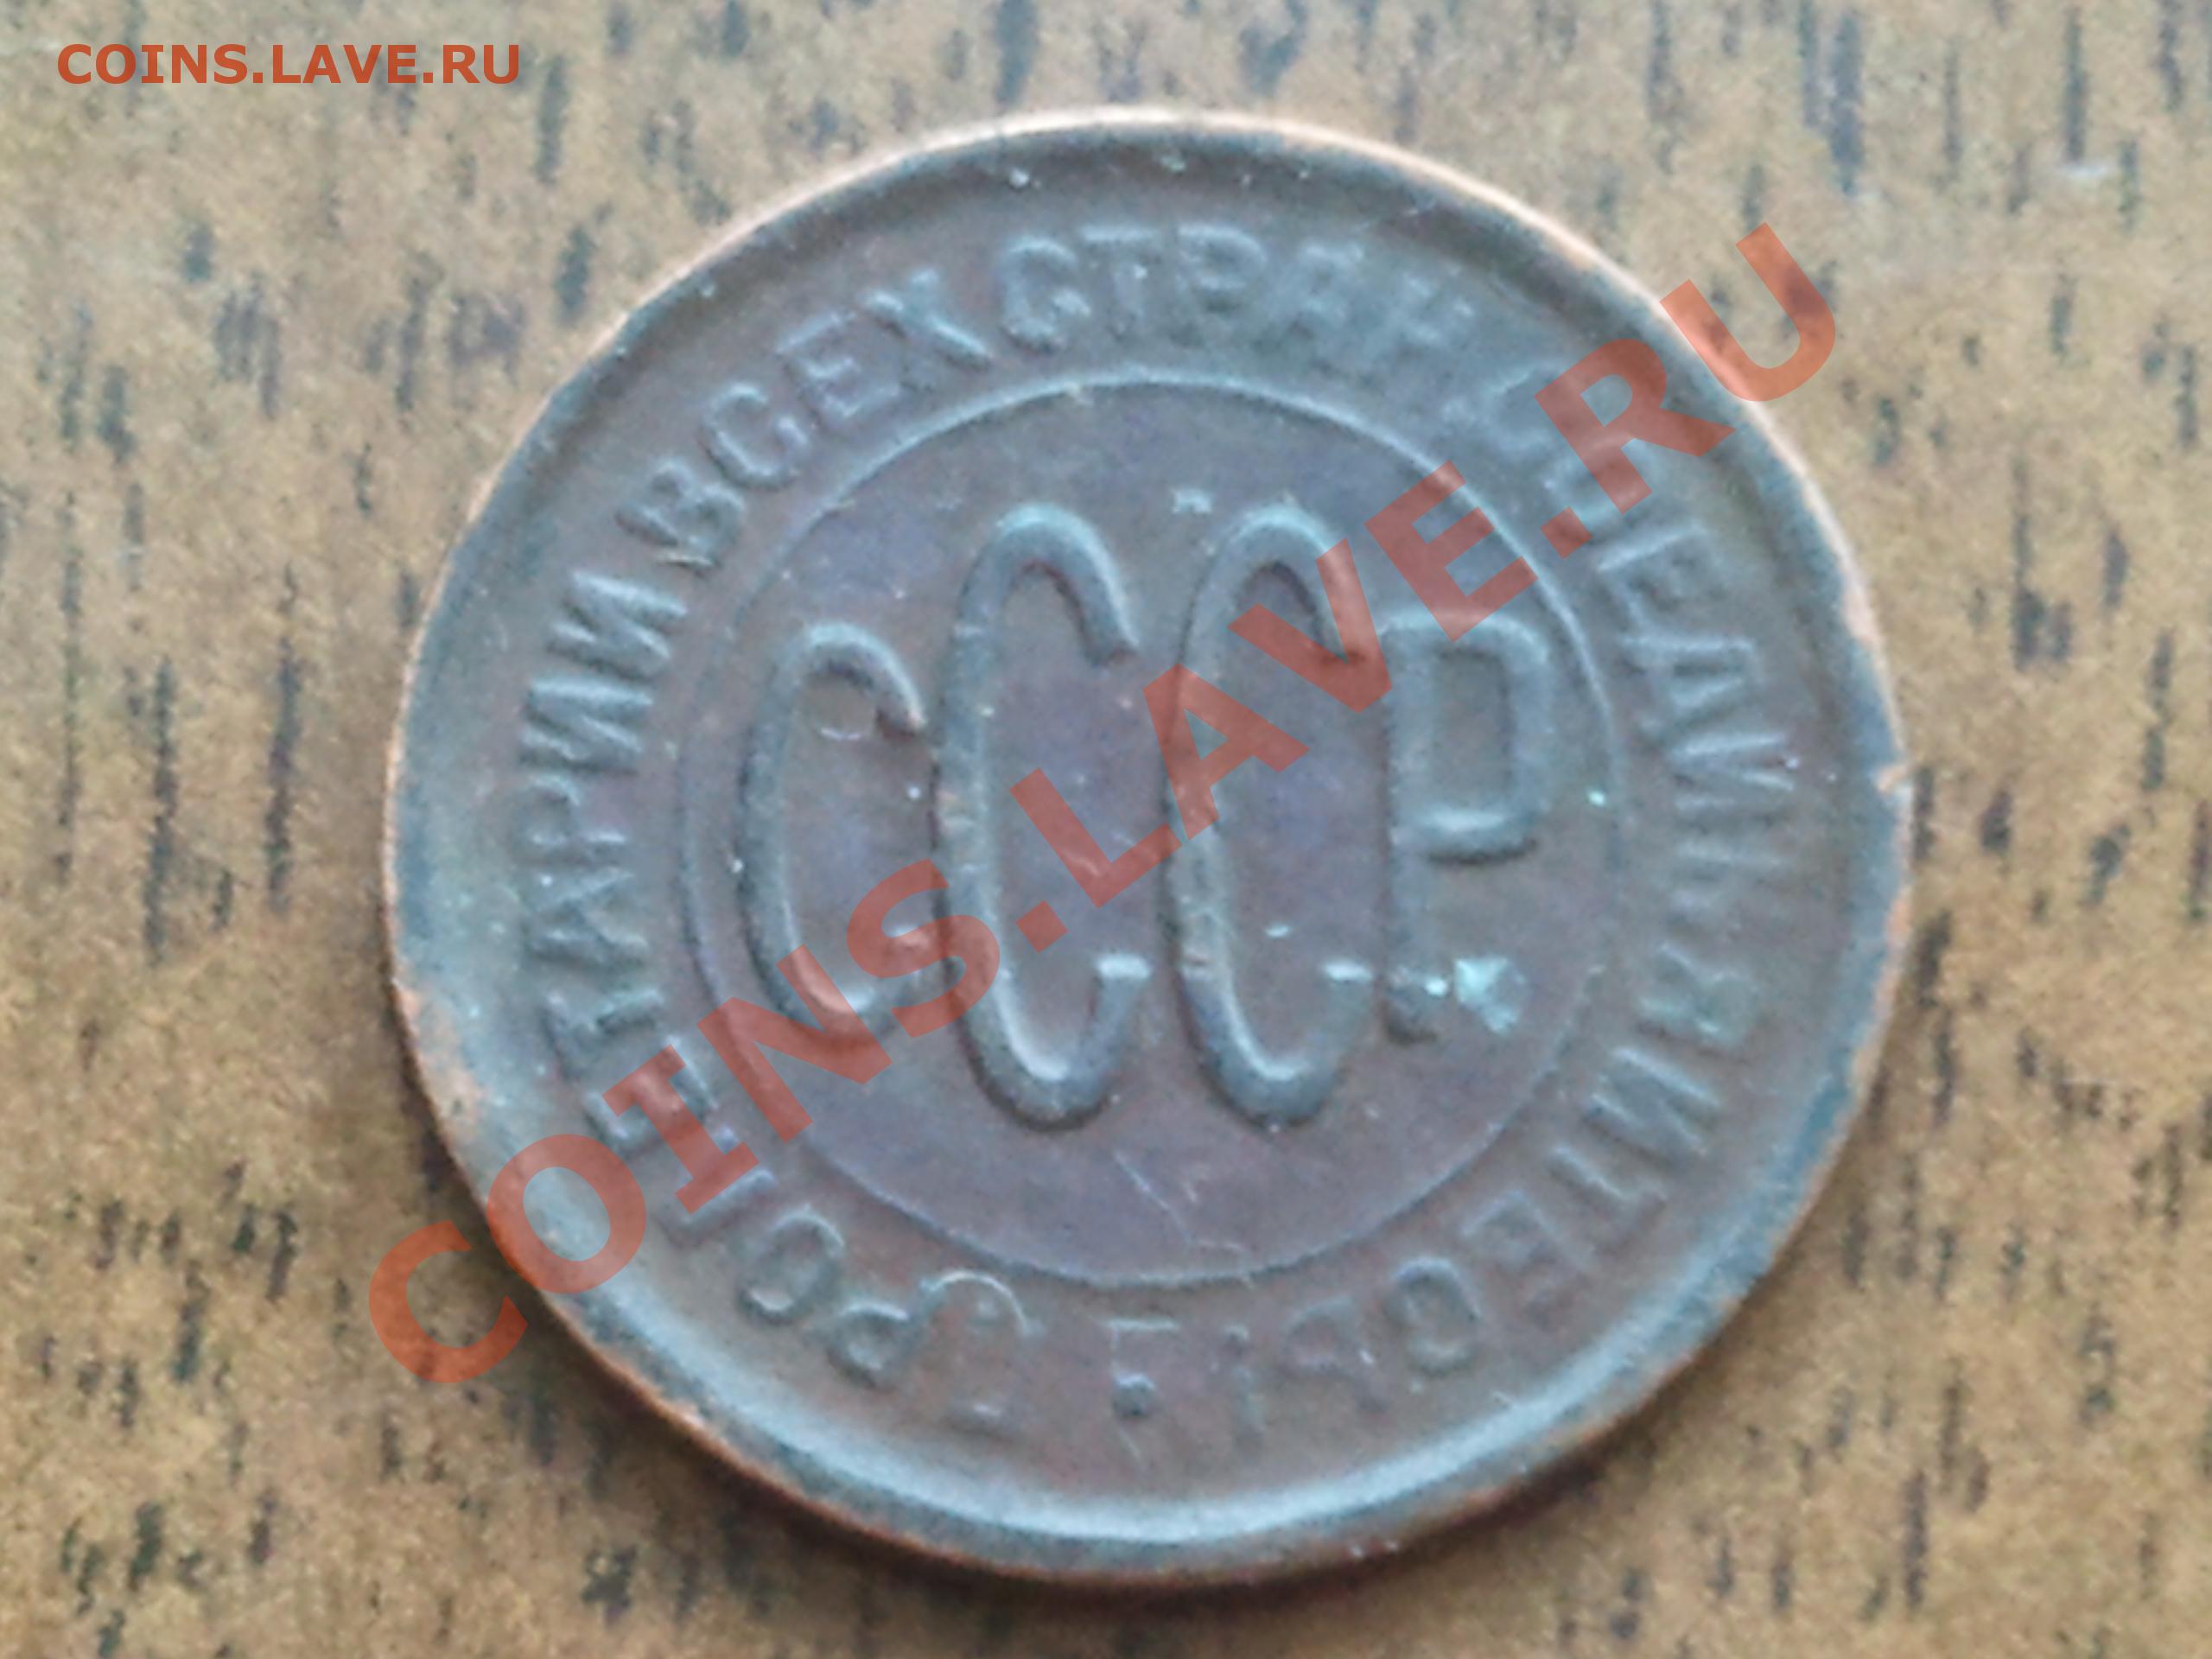 COINS.LAVE.RU
ПРОЛЕТАРИИ ВСЕХ СТРАН СОЕДИНЯЙТЕСЬ!
СССР
COINS.LAVE.RU